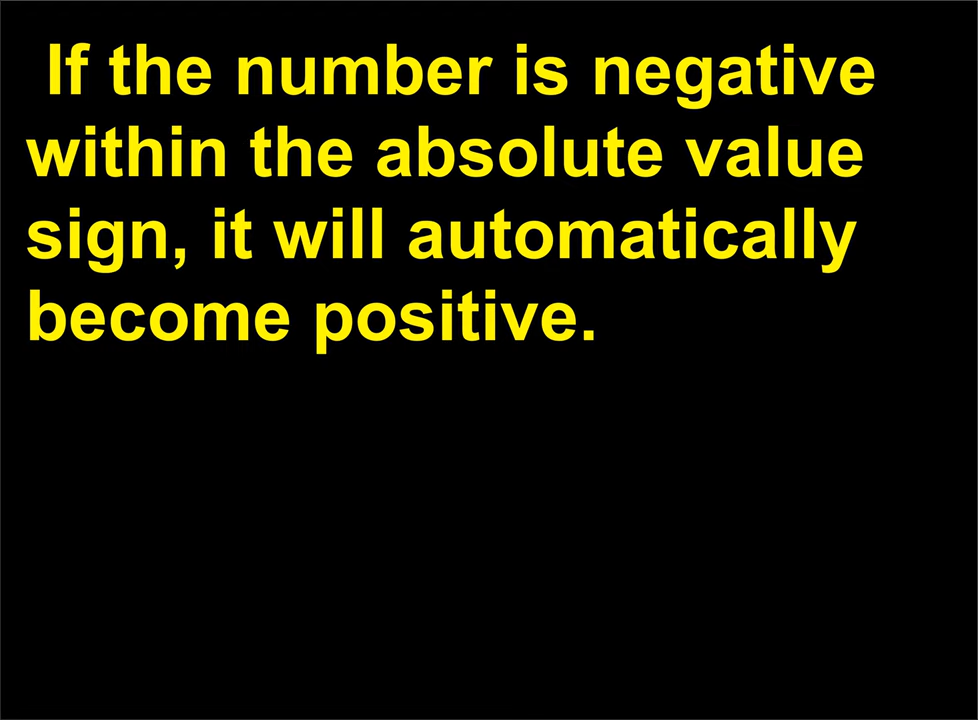 If the number is negative
within the absolute value
sign, it will automatically
become positive.